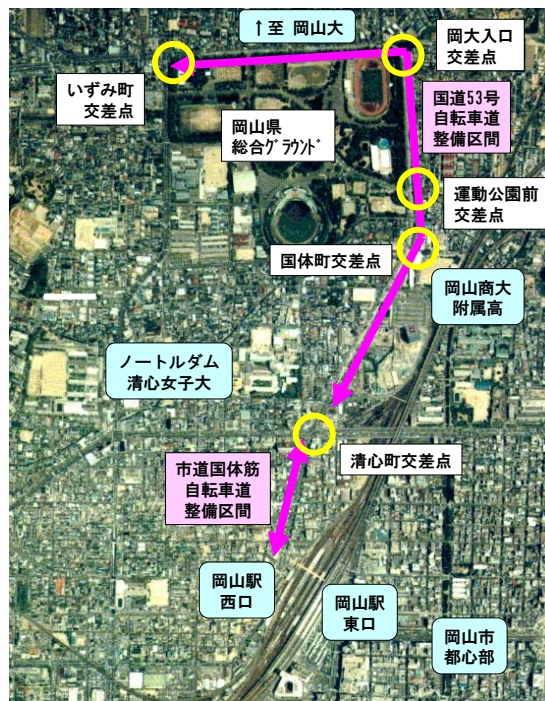 ↑至 岡山大
岡大入口
交差点
いずみ町
交差点
国道53号
自転車道
整備区間
岡山県
総合グラウンド
運動公園前
交差点
国体町交差点
岡山商大
附属高
ノートルダム
清心女子大
清心町交差点
市道国体筋
自転車道
整備区間
岡山駅
西口
岡山駅
東口
岡山市
都心部